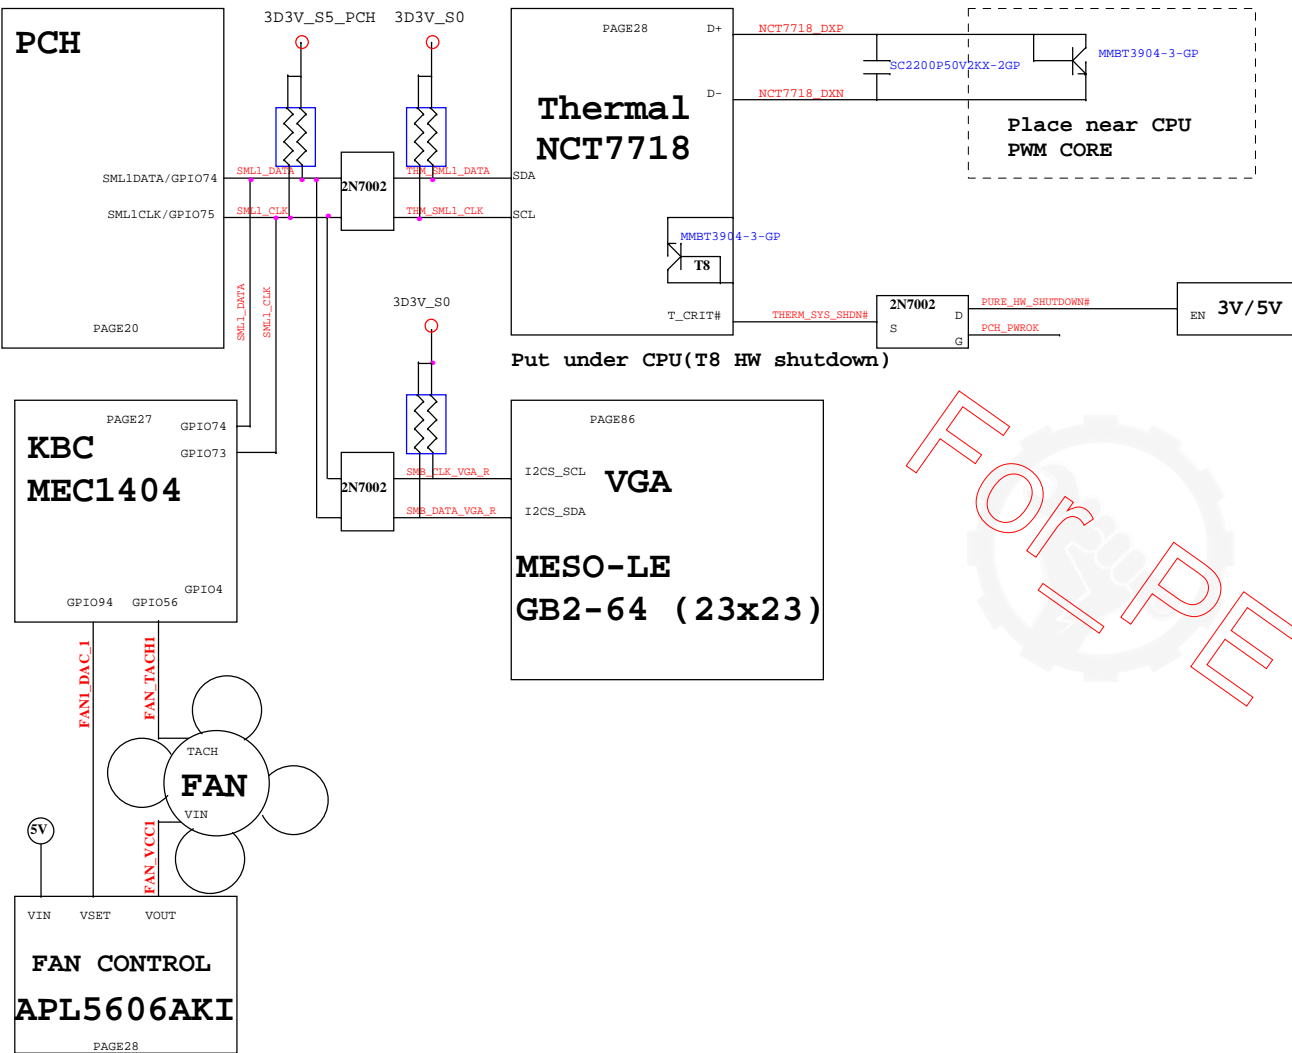 3D3V_S5_PCH 3D3V_S0
PCH
SML1DATA/GPIO74
SML1CLK/GPIO75
PAGE20
SML1_DATA
SML1_CLK
2N7002
THM_SML1_DATA
THM_SML1_CLK
PAGE28
D+
D-
Thermal
NCT7718
SDA
SCL
MMBT3904-3-GP
T8
T_CRIT#
NCT7718_DXP
NCT7718_DXN
SC2200P50V2KX-2GP
MMBT3904-3-GP
Place near CPU
PWM CORE
THERM_SYS_SHDN#
2N7002
S
D
G
PURE_HW_SHUTDOWN#
PCH_PWROK
EN 3V/5V
Put under CPU(T8 HW shutdown)
SML1_DATA
SML1_CLK
3D3V_S0
PAGE27
GPIO74
GPIO73
KBC
MEC1404
GPIO4
GPIO94 GPIO56
2N7002
SMB_CLK_VGA_R
SMB_DATA_VGA_R
PAGE86
I2CS_SCL
I2CS_SDA
VGA
MESO-LE
GB2-64 (23x23)
For_PE
FAN1_DAC_1
FAN_TACH1
TACH
FAN
VIN
FAN_VCC1
5V
VIN VSET VOUT
FAN CONTROL
APL5606AKI
PAGE28